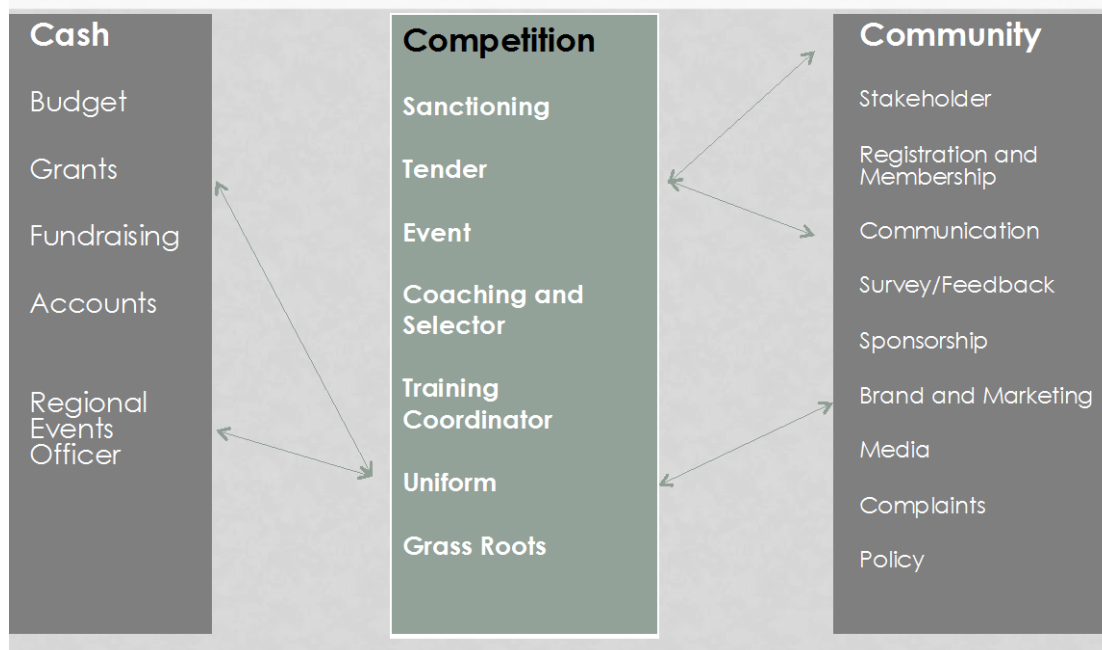 Cash
Budget
Grants
Fundraising
Accounts
Regional
Events
Officer
Competition
Sanctioning
Tender
Event
Coaching and
Selector
Training
Coordinator
Uniform
Grass Roots
Community
Stakeholder
Registration and
Membership
Communication
Survey/Feedback
Sponsorship
Brand and Marketing
Media
Complaints
Policy